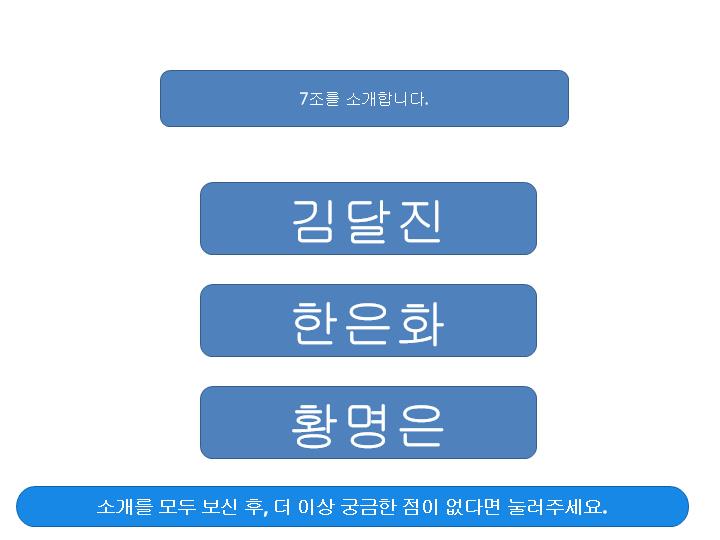 7조를 소개합니다.
김달진
한은화
황명은
소개를 모두 보신 후, 더 이상 궁금한 점이 없다면 눌러주세요.